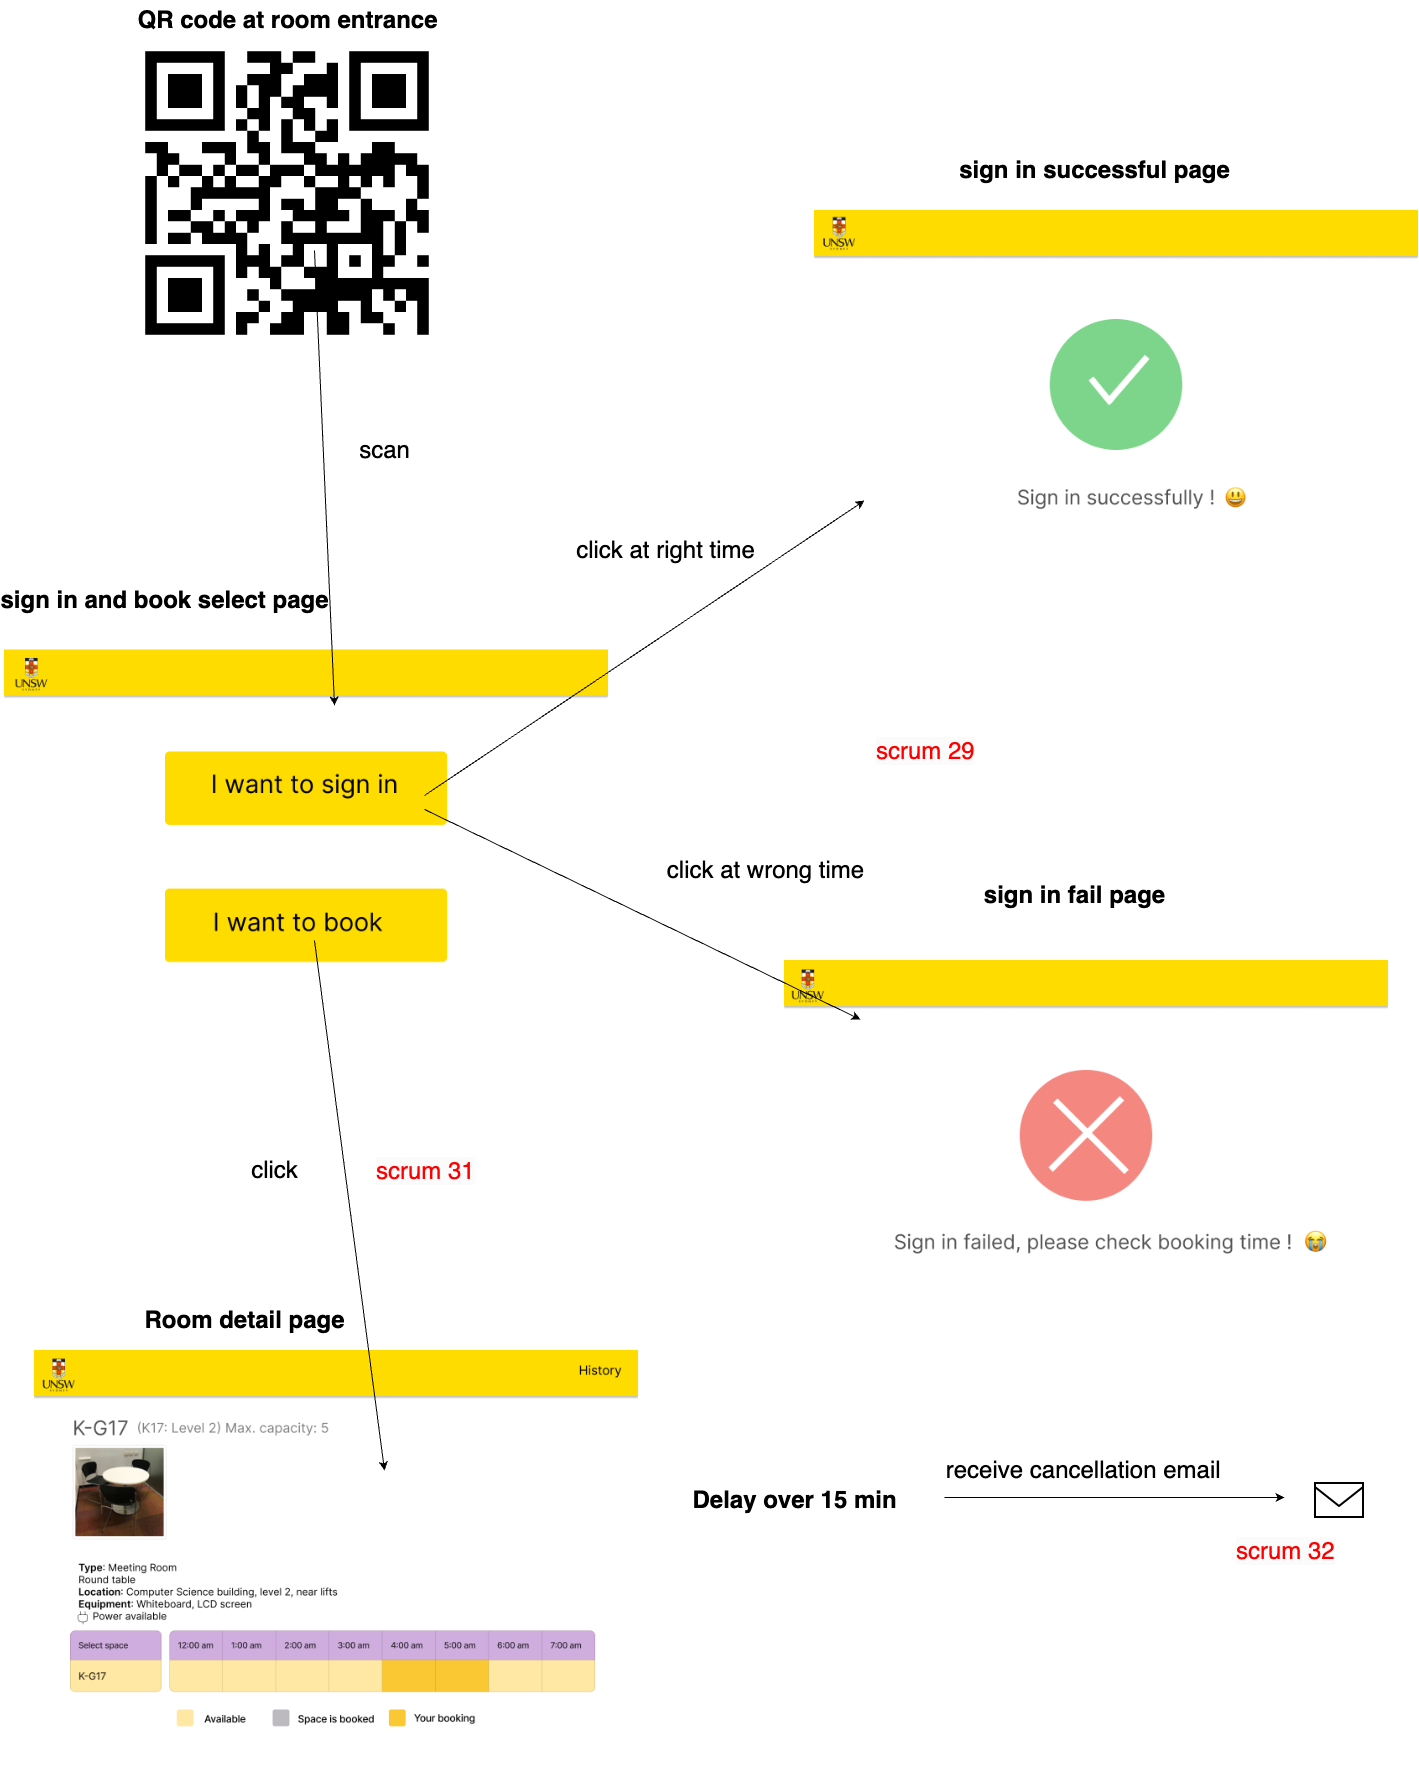 QR code at room entrance
sign in successful page
UNSW
SYDNEY
Sign in successfully ! 😃
scan
click at right time
sign in and book select page
UNSW
SYDNEY
I want to sign in
scrum 29
click at wrong time
sign in fail page
I want to book
UNSW
SYDNEY
Sign in failed, please check booking time ! 😭
click
scrum 31
Room detail page
UNSW
SYDNEY
History
K-G17 (K17: Level 2) Max. capacity: 5
receive cancellation email
Delay over 15 min
scrum 32
Type: Meeting Room
Round table
Location: Computer Science building, level 2, near lifts
Equipment: Whiteboard, LCD screen
Power available
Select space 12:00 am 1:00 am 2:00 am 3:00 am 4:00 am 5:00 am 6:00 am 7:00 am
K-G17
Available Space is booked Your booking